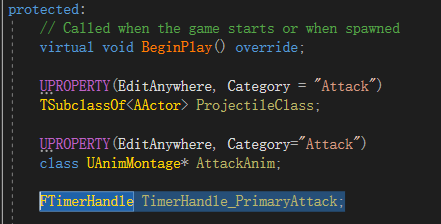 protected:
// Called when the game starts or when spawned
virtual void BeginPlay() override;
UPROPERTY(EditAnywhere, Category = "Attack")
TSubclassOf<AActor> ProjectileClass;
UPROPERTY(EditAnywhere, Category="Attack")
class UAnimMontage* AttackAnim;
FTimerHandle TimerHandle_PrimaryAttack;